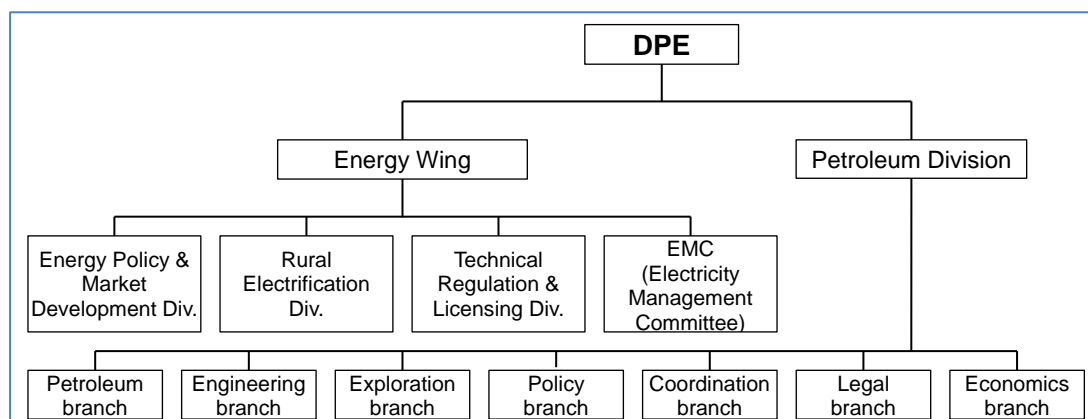 DPE
Energy Wing
Petroleum Division
Energy Policy &
Market
Development Div.
Rural
Electrification
Div.
Technical
Regulation &
Licensing Div.
EMC
(Electricity
Management
Committee)
Petroleum
branch
Engineering
branch
Exploration
branch
Policy
branch
Coordination
branch
Legal
branch
Economics
branch